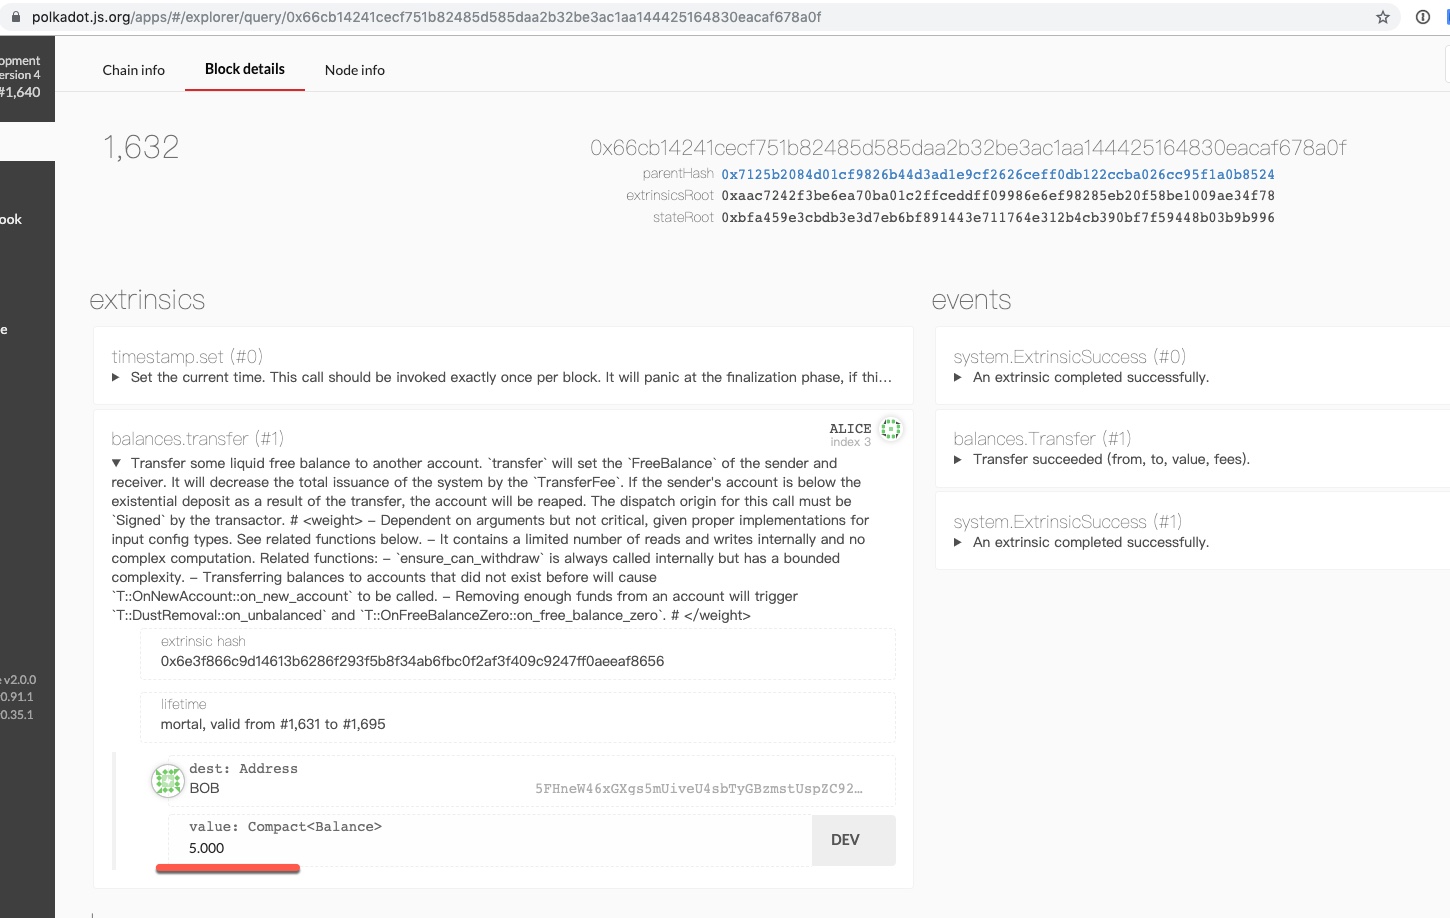 polkadot.js.org/apps/#/explorer/query/0x66cb14241cecf751b82485d585daa2b32be3ac1aa144425164830eacaf678a0f
opment
ersion 4
#1,640
Chain info
Block details
Node info
1,632
0x66cb14241cecf751b82485d585daa2b32be3ac1aa144425164830eacaf678a0f
parentHash 0x7125b2084d01cf9826b44d3ad1e9cf2626ceff0db122ccba026cc95f1a0b8524
extrinsicsRoot 0xaac7242f3be6ea70ba01c2ffceddff09986e6ef98285eb20f58be1009ae34f78
stateRoot 0xbfa459e3cbdb3e3d7eb6bf891443e711764e312b4cb390bf7f59448b03b9b996
ook
e
e v2.0.0
0.91.1
0.35.1
extrinsics
timestamp.set (#0)
Set the current time. This call should be invoked exactly once per block. It will panic at the finalization phase, if thi…
balances.transfer (#1)
ALICE
index 3
Transfer some liquid free balance to another account. `transfer` will set the `FreeBalance` of the sender and
receiver. It will decrease the total issuance of the system by the `TransferFee`. If the sender's account is below the
existential deposit as a result of the transfer, the account will be reaped. The dispatch origin for this call must be
`Signed` by the transactor. # <weight> – Dependent on arguments but not critical, given proper implementations for
input config types. See related functions below. – It contains a limited number of reads and writes internally and no
complex computation. Related functions: – `ensure_can_withdraw` is always called internally but has a bounded
complexity. – Transferring balances to accounts that did not exist before will cause
`T::OnNewAccount::on_new_account` to be called. – Removing enough funds from an account will trigger
`T::DustRemoval::on_unbalanced` and `T::OnFreeBalanceZero::on_free_balance_zero`. # </weight>
extrinsic hash
0x6e3f866c9d14613b6286f293f5b8f34ab6fbc0f2af3f409c9247ff0aeeaf8656
lifetime
mortal, valid from #1,631 to #1,695
dest: Address
BOB
5FHneW46xGXgs5mUiveU4sbTyGBzmstUspZC92…
value: Compact<Balance>
5.000
DEV
events
system.ExtrinsicSuccess (#0)
An extrinsic completed successfully.
balances.Transfer (#1)
Transfer succeeded (from, to, value, fees).
system.ExtrinsicSuccess (#1)
An extrinsic completed successfully.